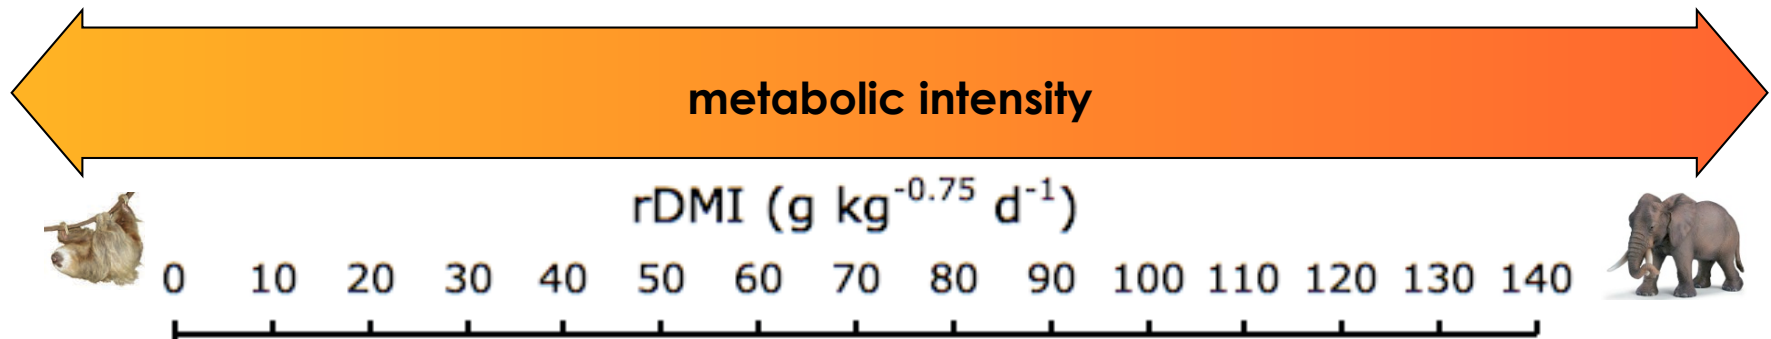 metabolic intensity
rDMI (g kg⁻⁰·⁷⁵ d⁻¹)
0 10 20 30 40 50 60 70 80 90 100 110 120 130 140